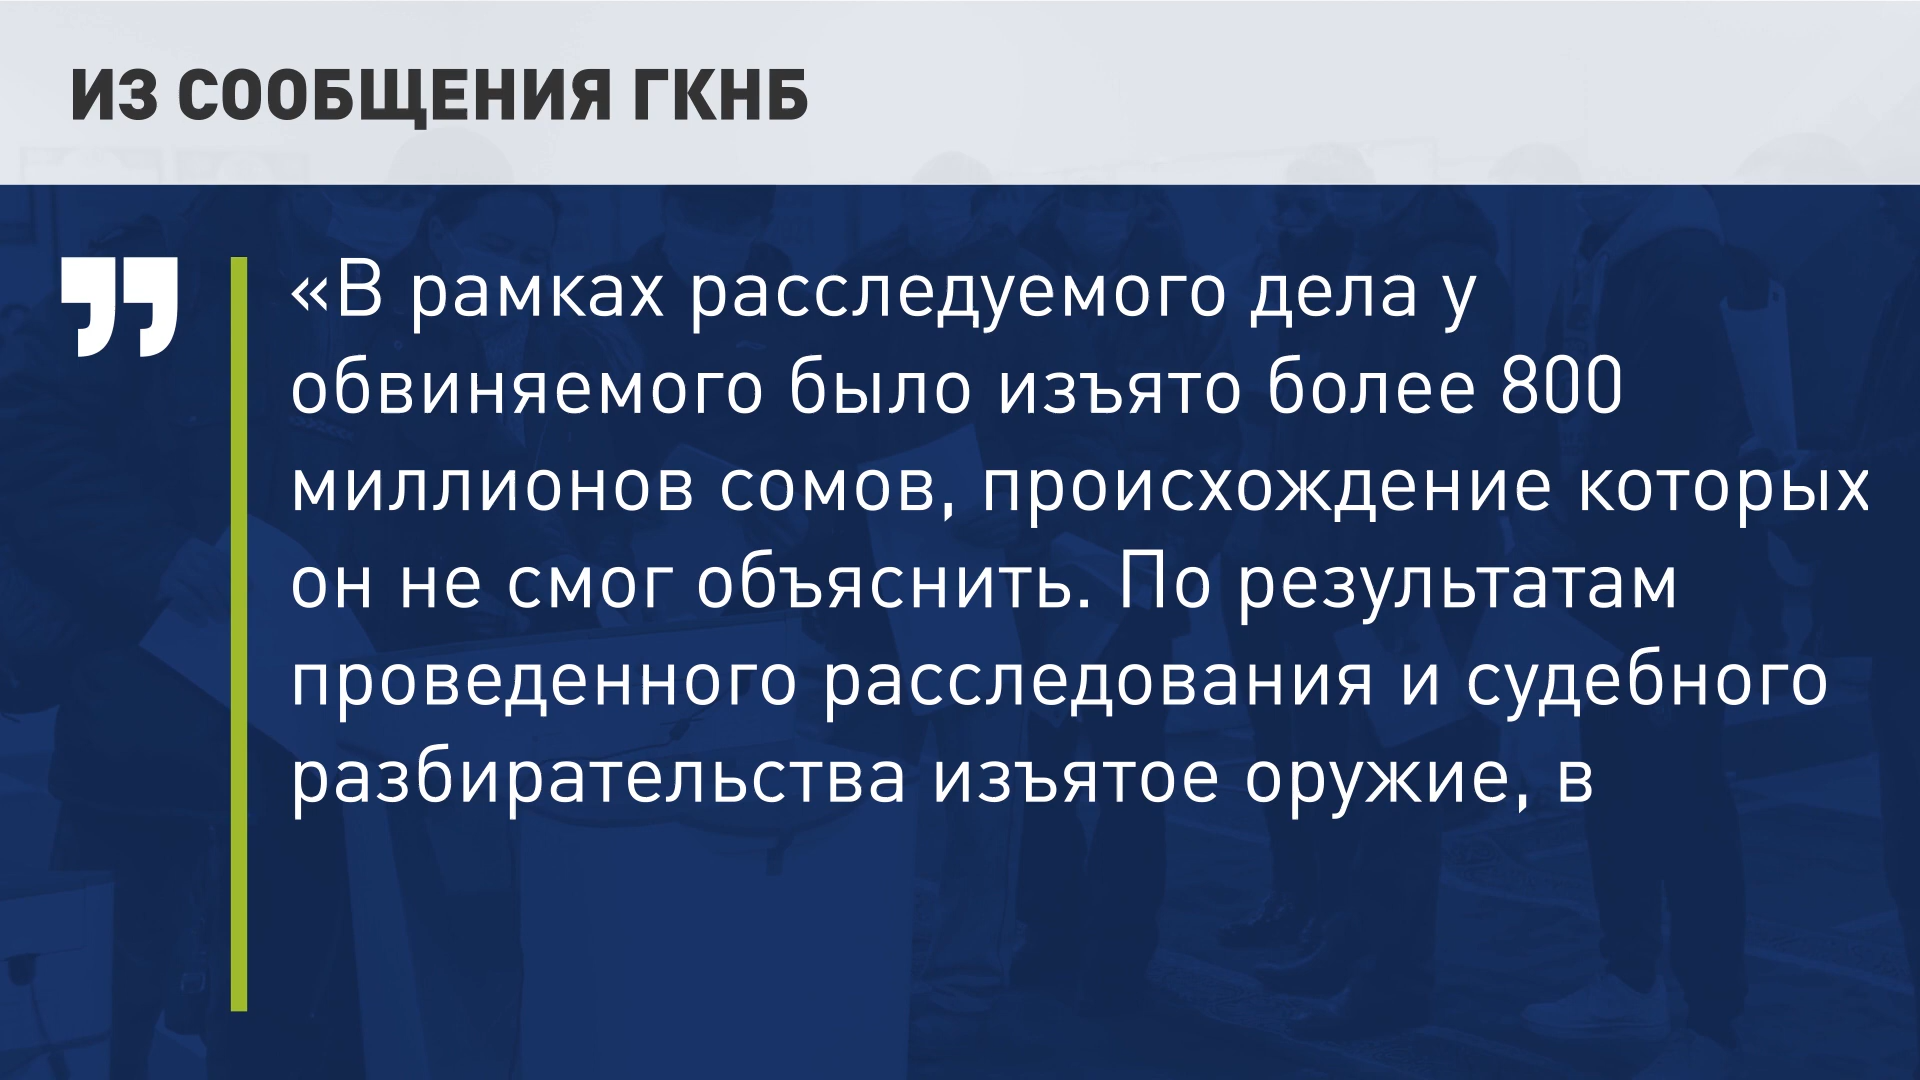 ИЗ СООБЩЕНИЯ ГКНБ
«В рамках расследуемого дела у
обвиняемого было изъято более 800
миллионов сомов, происхождение которых
он не смог объяснить. По результатам
проведенного расследования и судебного
разбирательства изъятое оружие, в